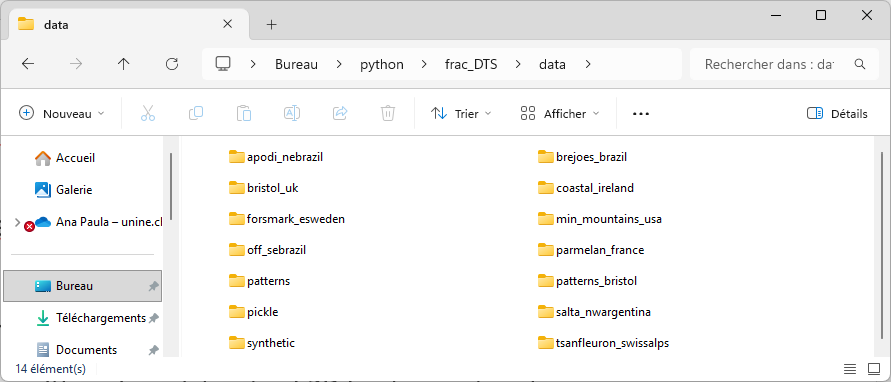 data
Bureau > python > frac_DTS > data >
Rechercher dans : dat
Nouveau
Trier
Afficher
Détails
Accueil
Galerie
Ana Paula – unine.cl
Bureau
Téléchargements
Documents
apodi_nebrazil
brejoes_brazil
bristol_uk
coastal_ireland
forsmark_esweden
min_mountains_usa
off_sebrazil
parmelan_france
patterns
patterns_bristol
pickle
salta_nwargentina
synthetic
tsanfleuron_swissalps
14 élément(s)